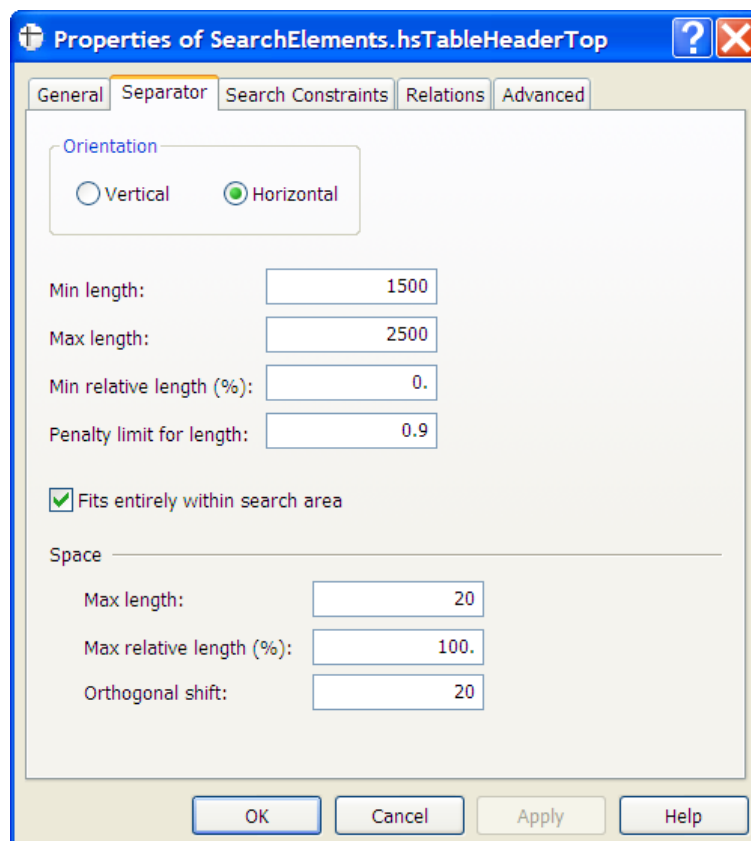 Properties of SearchElements.hsTableHeaderTop ?
General Separator Search Constraints Relations Advanced
Orientation
Vertical Horizontal
Min length: 1500
Max length: 2500
Min relative length (%): 0.
Penalty limit for length: 0.9
Fits entirely within search area
Space
Max length: 20
Max relative length (%): 100.
Orthogonal shift: 20
OK Cancel Apply Help